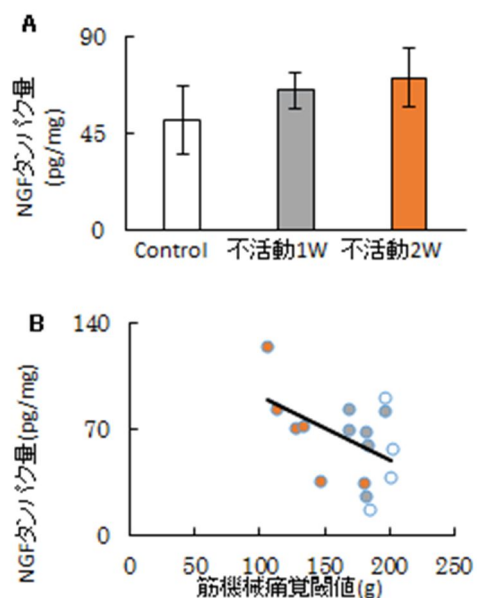 A
NGFタンパク量
(pg/mg)
90
45
0
Control 不活動1W 不活動2W
B
NGFタンパク量(pg/mg)
140
70
0
0 50 100 150 200 250
筋機械痛覚閾値(g)